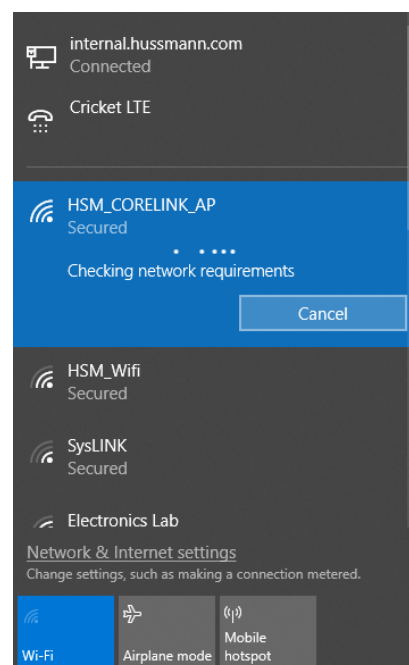 internal.hussmann.com
Connected
Cricket LTE
HSM_CORELINK_AP
Secured
Checking network requirements
Cancel
HSM_Wifi
Secured
SysLINK
Secured
Electronics Lab
Network & Internet settings
Change settings, such as making a connection metered.
Wi-Fi
Airplane mode
Mobile
hotspot